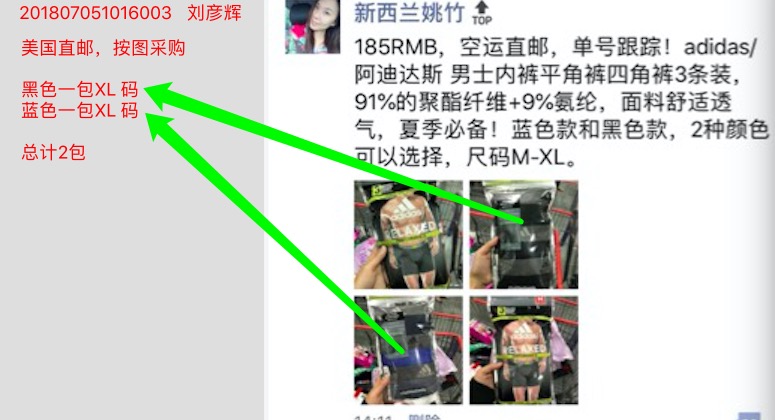 201807051016003 刘彦辉
美国直邮，按图采购
黑色一包XL 码
蓝色一包XL 码
总计2包
新西兰姚竹 TOP
185RMB，空运直邮，单号跟踪！adidas/
阿迪达斯 男士内裤平角裤四角裤3条装，
91%的聚酯纤维+9%氨纶，面料舒适透
气，夏季必备！蓝色款和黑色款，2种颜色
可以选择，尺码M-XL。
adidas
RELAXED
RELAXED